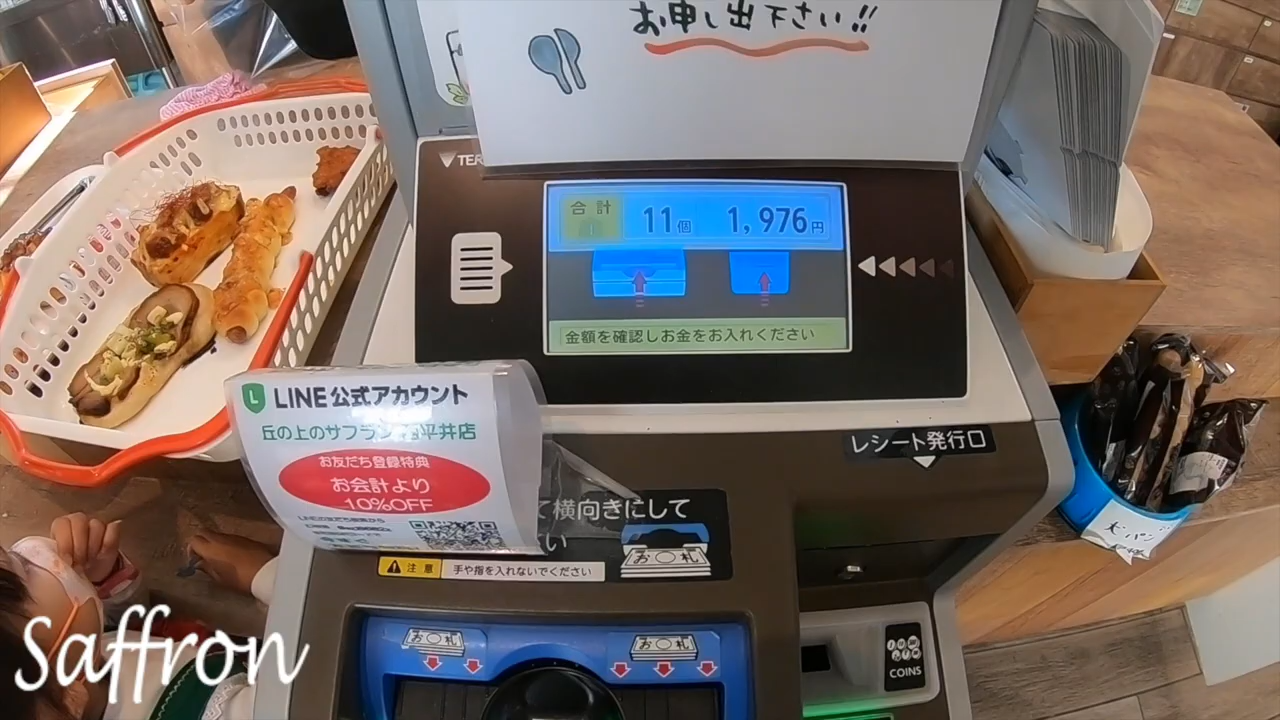 お申し出下さい!!
TER
合計
11個 1,976円
金額を確認しお金をお入れください
LINE公式アカウント
丘の上のサフラン
平井店
お友だち登録特典
お会計より
10%OFF
レシート発行口
て横向きにして
い
お札
注意 手や指を入れないでください
お札 お札
COINS
Saffron